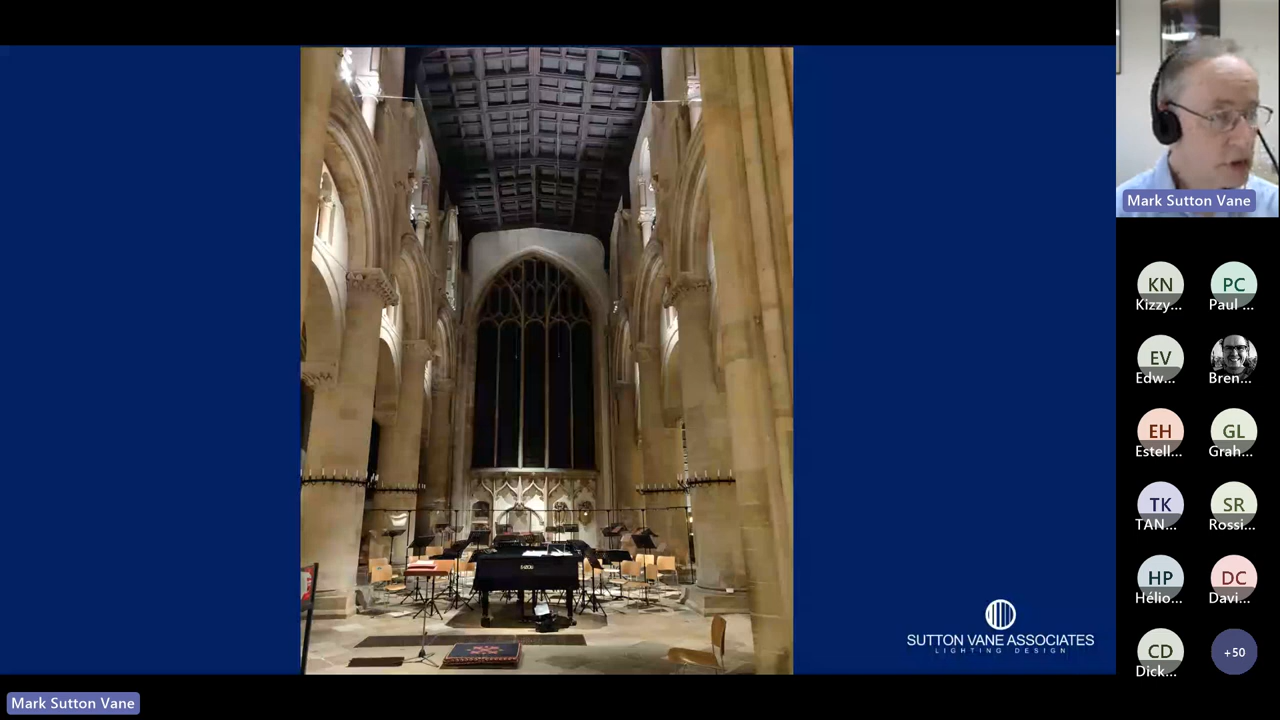 Mark Sutton Vane
KN
Kizzy...
PC
Paul ...
EV
Edw...
Bren...
EH
Estell...
GL
Grah...
TK
TAN...
SR
Rossi...
HP
Hélio...
DC
Davi...
CD
Dick...
+50
SUTTON VANE ASSOCIATES
LIGHTING DESIGN
Mark Sutton Vane